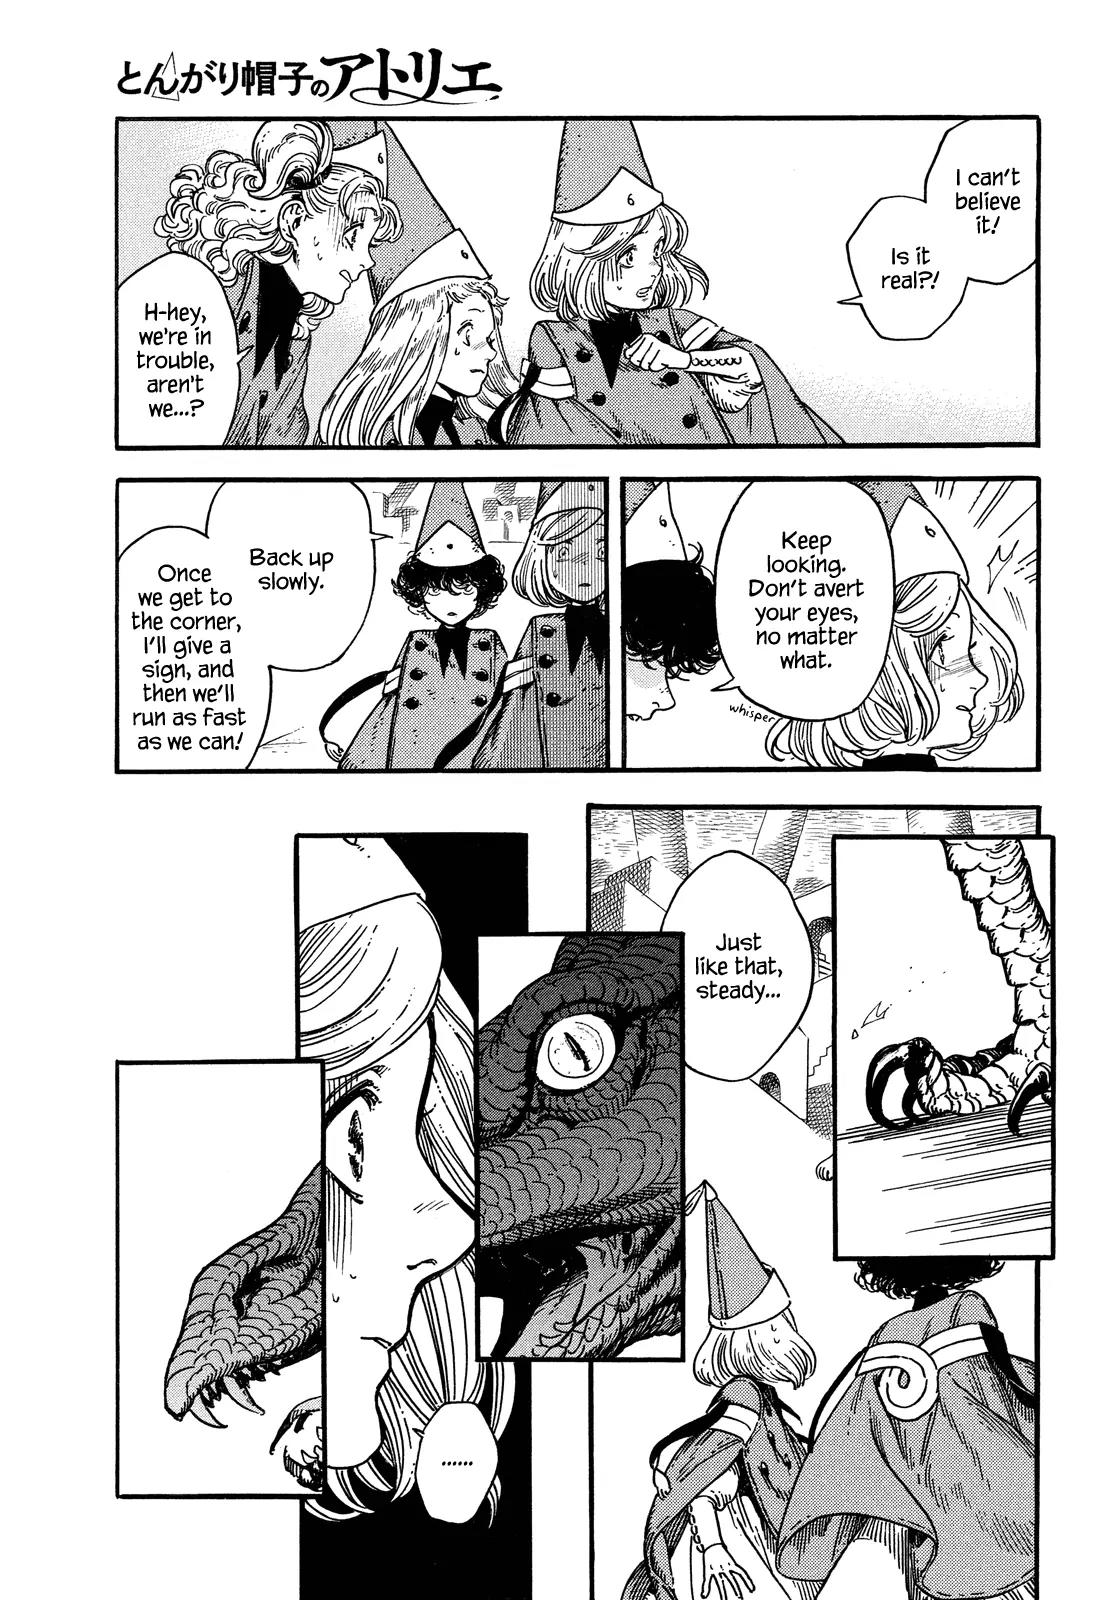 とんがり帽子のアトリエ
I can't
believe
it!
Is it
real?!
H-hey,
we're in
trouble,
aren't
we...?
Keep
looking.
Don't avert
your eyes,
no matter
what.
whisper
Back up
slowly.
Once
we get to
the corner,
I'll give a
sign, and
then we'll
run as fast
as we can!
Just
like that,
steady...
......